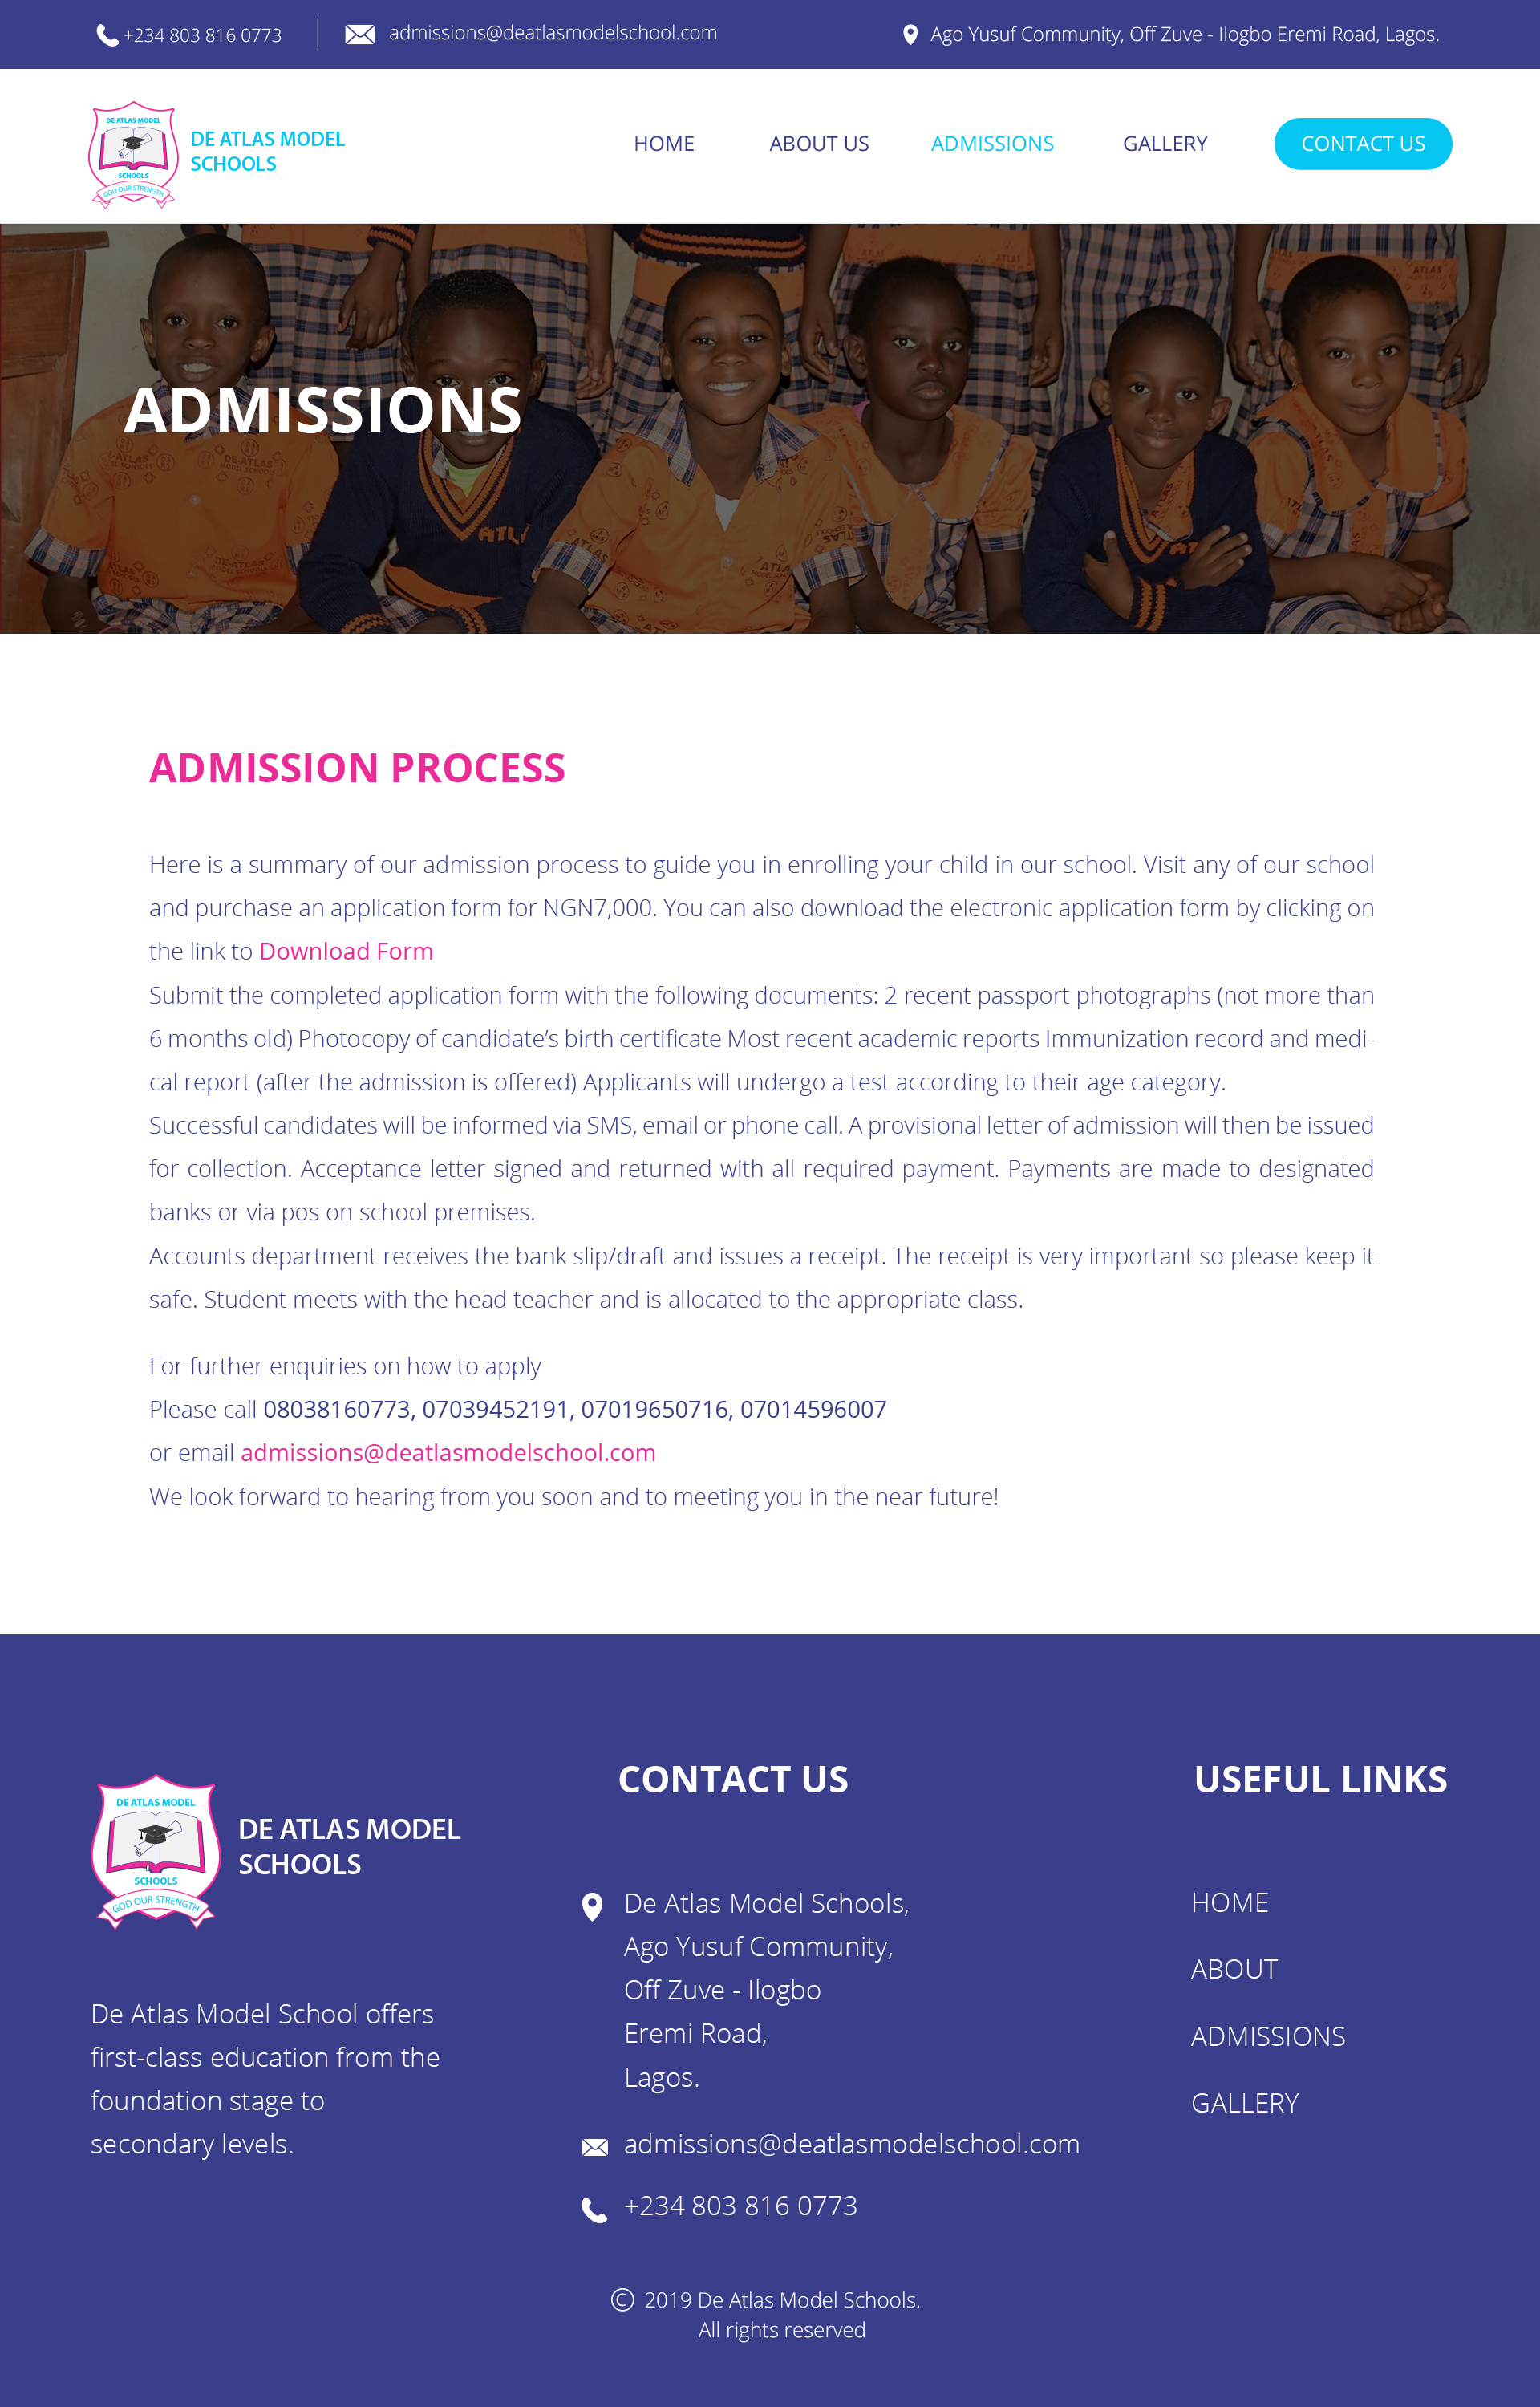 +234 803 816 0773
admissions@deatlasmodelschool.com
Ago Yusuf Community, Off Zuve - Ilogbo Eremi Road, Lagos.
DE ATLAS MODEL
SCHOOLS
GOD OUR STRENGTH
DE ATLAS MODEL
SCHOOLS
HOME
ABOUT US
ADMISSIONS
GALLERY
CONTACT US
ADMISSIONS
ADMISSION PROCESS
Here is a summary of our admission process to guide you in enrolling your child in our school. Visit any of our school
and purchase an application form for NGN7,000. You can also download the electronic application form by clicking on
the link to Download Form
Submit the completed application form with the following documents: 2 recent passport photographs (not more than
6 months old) Photocopy of candidate’s birth certificate Most recent academic reports Immunization record and medi-
cal report (after the admission is offered) Applicants will undergo a test according to their age category.
Successful candidates will be informed via SMS, email or phone call. A provisional letter of admission will then be issued
for collection. Acceptance letter signed and returned with all required payment. Payments are made to designated
banks or via pos on school premises.
Accounts department receives the bank slip/draft and issues a receipt. The receipt is very important so please keep it
safe. Student meets with the head teacher and is allocated to the appropriate class.
For further enquiries on how to apply
Please call 08038160773, 07039452191, 07019650716, 07014596007
or email admissions@deatlasmodelschool.com
We look forward to hearing from you soon and to meeting you in the near future!
DE ATLAS MODEL
SCHOOLS
GOD OUR STRENGTH
DE ATLAS MODEL
SCHOOLS
De Atlas Model School offers
first-class education from the
foundation stage to
secondary levels.
CONTACT US
De Atlas Model Schools,
Ago Yusuf Community,
Off Zuve - Ilogbo
Eremi Road,
Lagos.
admissions@deatlasmodelschool.com
+234 803 816 0773
USEFUL LINKS
HOME
ABOUT
ADMISSIONS
GALLERY
© 2019 De Atlas Model Schools.
All rights reserved